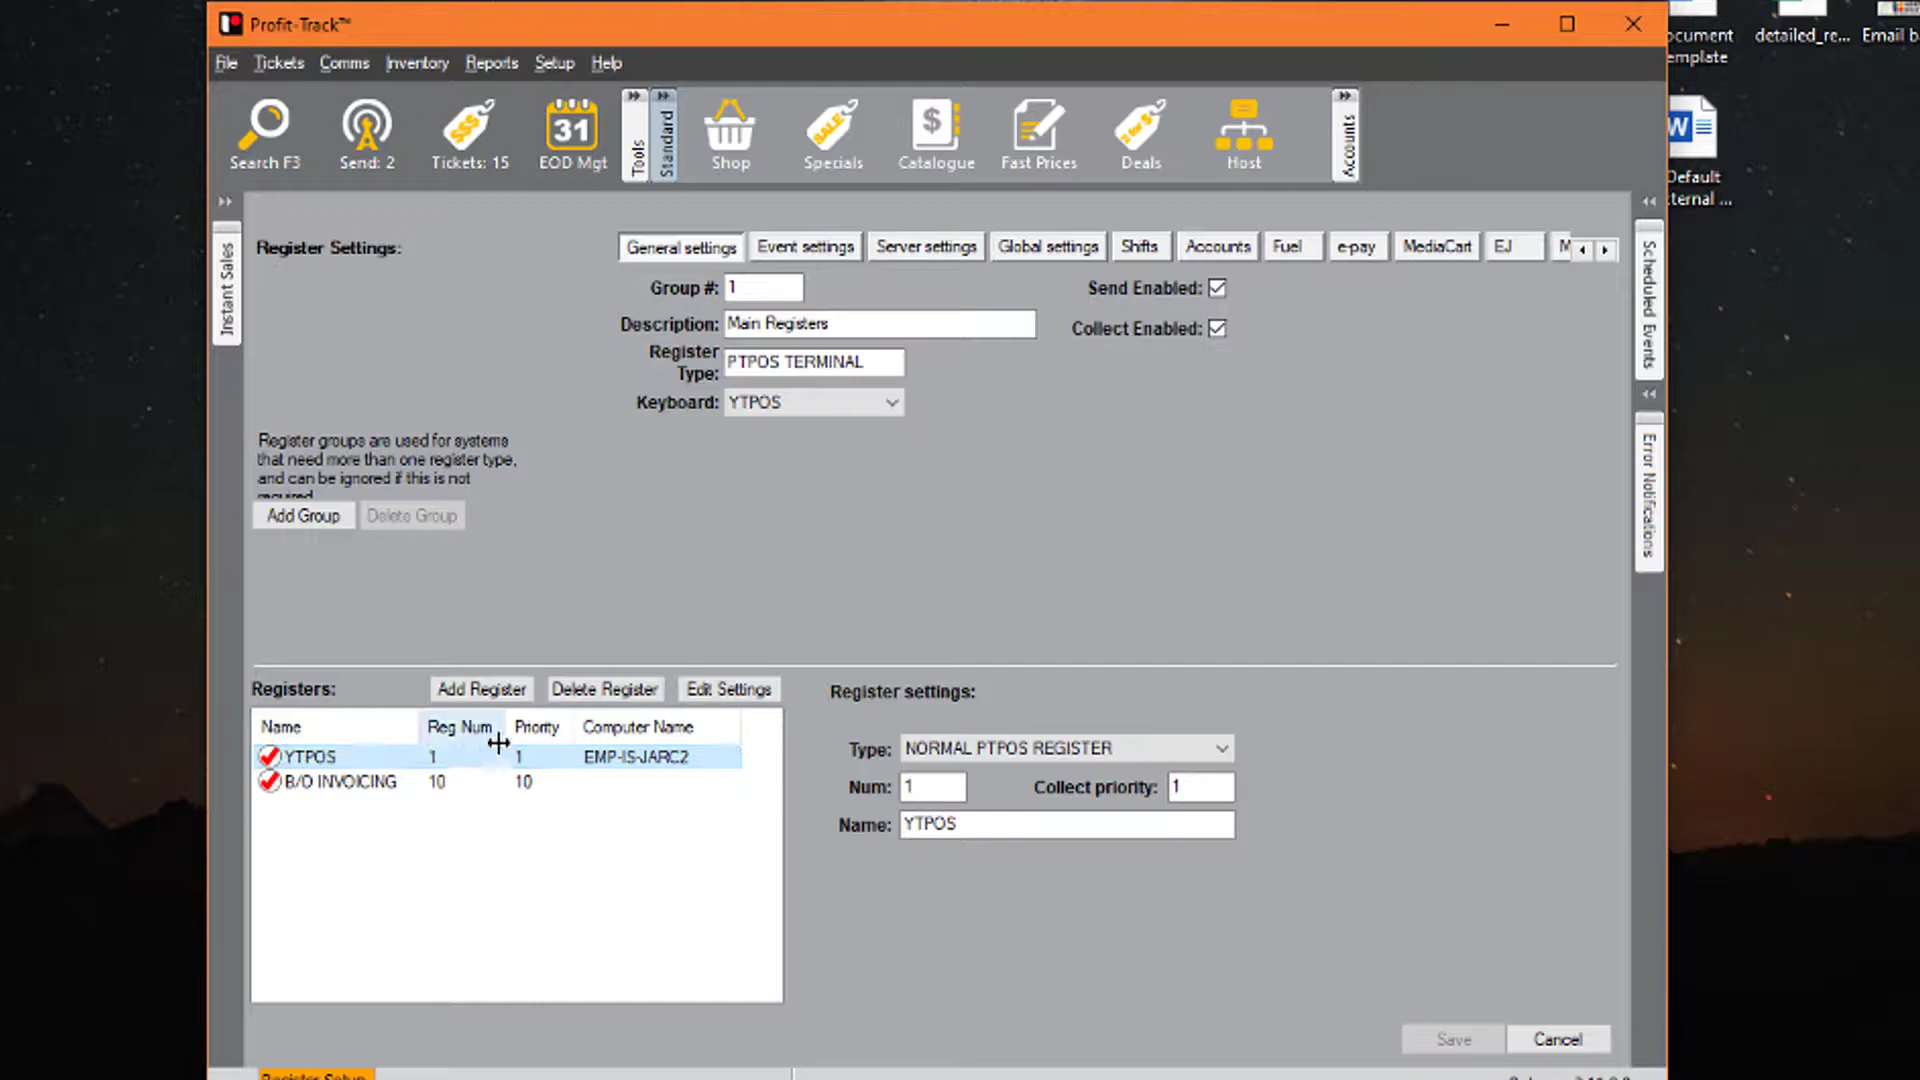 Profit-Track™
File Tickets Comms Inventory Reports Setup Help
Search F3
Send: 2
Tickets: 15
31
EOD Mgt
Tools
Standard
Shop
SALE
Specials
$
Catalogue
Fast Prices
2 for $
Deals
Host
Accounts
Instant Sales
Scheduled Events
Error Notifications
Register Settings:
General settings Event settings Server settings Global settings Shifts Accounts Fuel e-pay MediaCart EJ
Group #: 1
Send Enabled:
Description: Main Registers
Collect Enabled:
Register
Type: PTPOS TERMINAL
Keyboard: YTPOS
Register groups are used for systems
that need more than one register type,
and can be ignored if this is not
required
Add Group Delete Group
Registers: Add Register Delete Register Edit Settings
Name Reg Num Priority Computer Name
YTPOS 1 1 EMP-IS-JARC2
B/O INVOICING 10 10
Register settings:
Type: NORMAL PTPOS REGISTER
Num: 1 Collect priority: 1
Name: YTPOS
Save Cancel
Register Setup
detailed_re...
Email b
W
Default